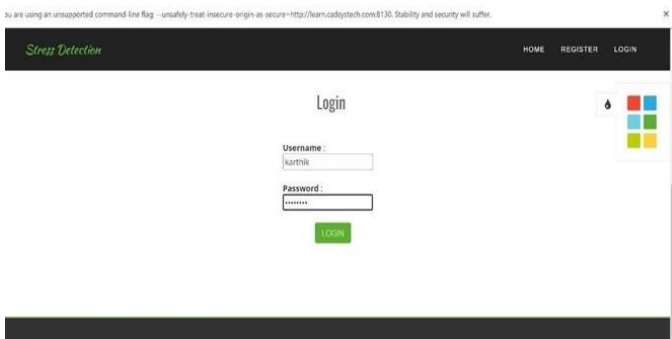 ou are using an unsupported command-line flag: --unsafely-treat-insecure-origin-as-secure=http://learn.cadsystech.com:8130. Stability and security will suffer.
Stress Detection HOME REGISTER LOGIN
Login
Username :
karthik
Password :
••••••••
LOGIN